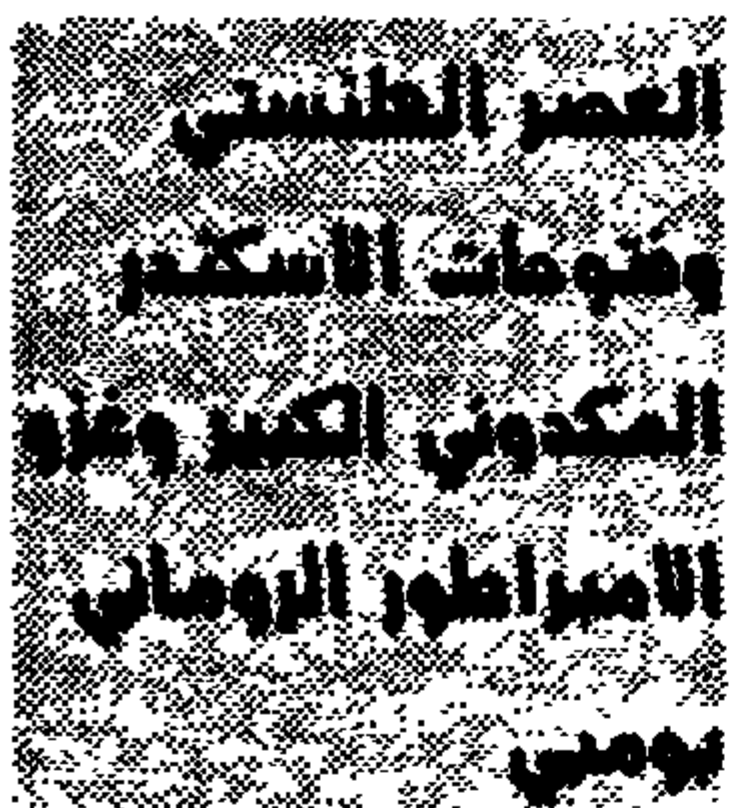 العصر الهلنستي
وفتوحات الاسكندر
المكدوني الكبير وغزو
الامبراطور الروماني
بومبي